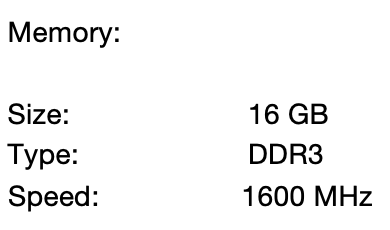 Memory:
Size: 16 GB
Type: DDR3
Speed: 1600 MHz